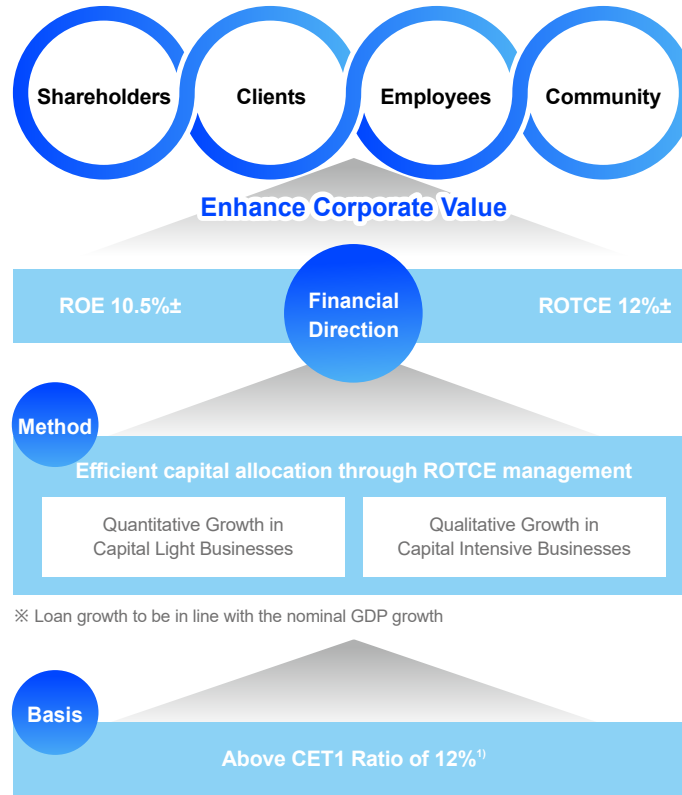 Shareholders
Clients
Employees
Community
Enhance Corporate Value
ROE 10.5%±
Financial
Direction
ROTCE 12%±
Method
Efficient capital allocation through ROTCE management
Quantitative Growth in
Capital Light Businesses
Qualitative Growth in
Capital Intensive Businesses
※ Loan growth to be in line with the nominal GDP growth
Basis
Above CET1 Ratio of 12%¹⁾